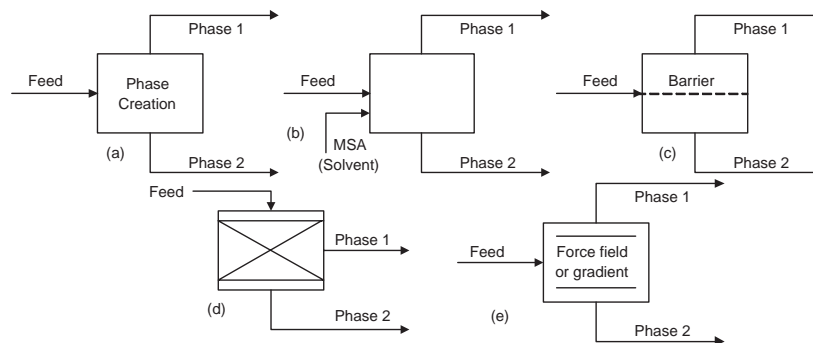 Phase 1
Feed
Phase
Creation
(a)
Phase 2
Phase 1
Feed
(b)
MSA
(Solvent)
Phase 2
Phase 1
Feed
Barrier
(c)
Phase 2
Feed
Phase 1
(d)
Phase 2
Phase 1
Feed
Force field
or gradient
(e)
Phase 2